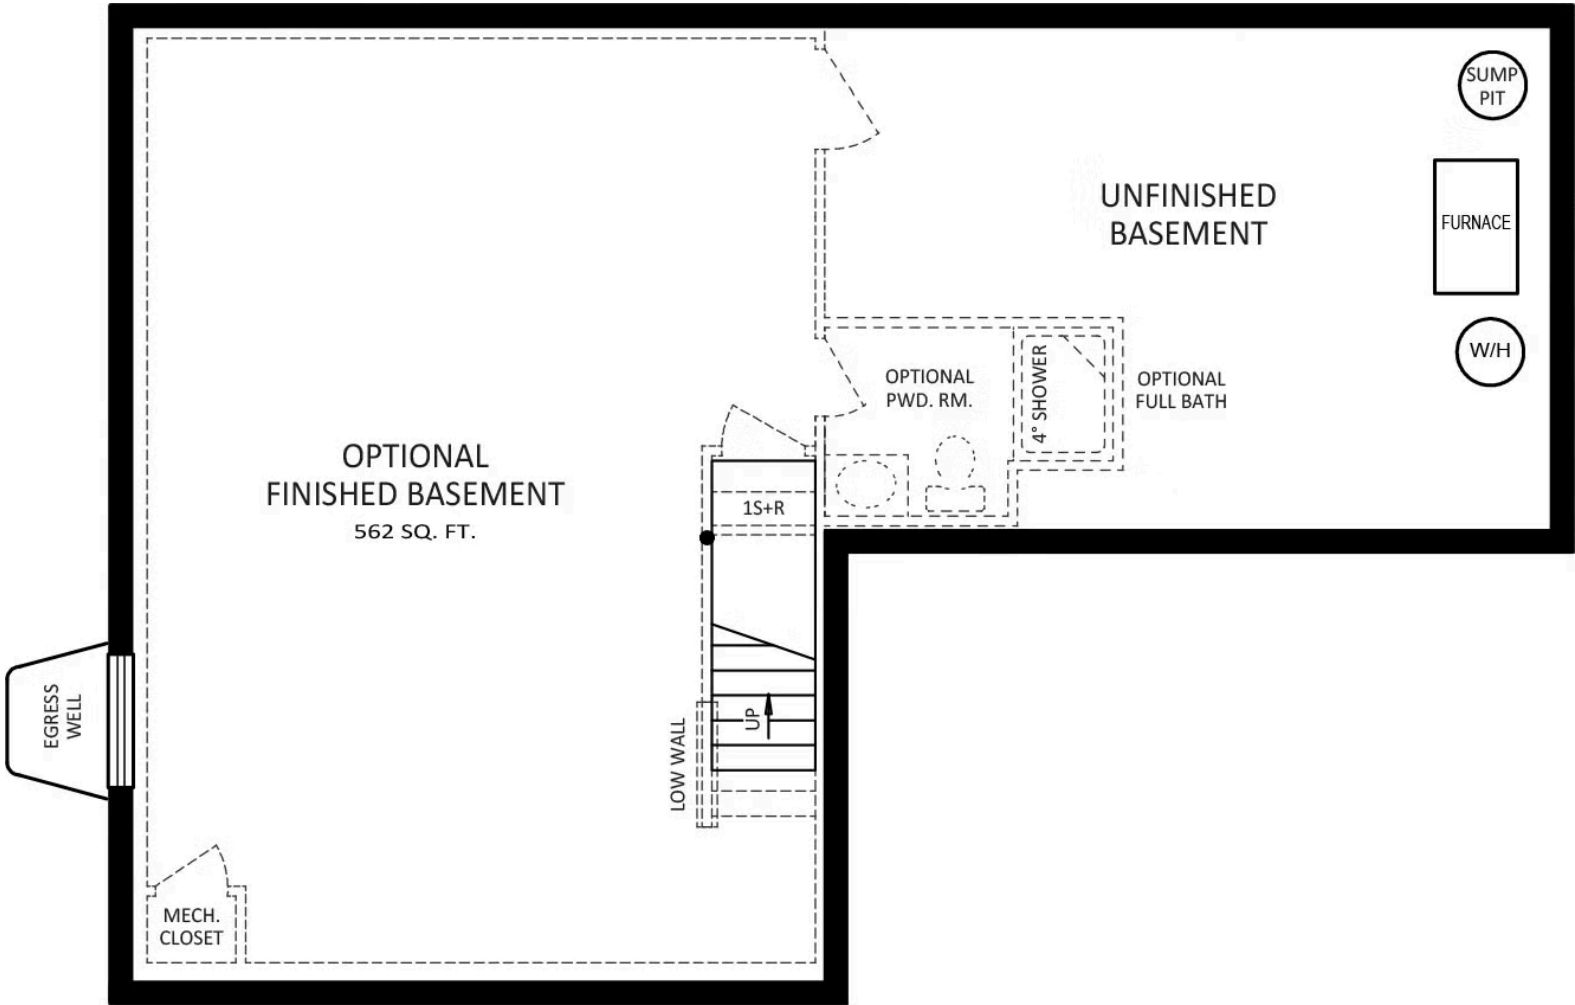 SUMP
PIT
UNFINISHED
BASEMENT
FURNACE
W/H
OPTIONAL
PWD. RM.
4° SHOWER
OPTIONAL
FULL BATH
OPTIONAL
FINISHED BASEMENT
562 SQ. FT.
1S+R
EGRESS
WELL
LOW WALL
UP
MECH.
CLOSET